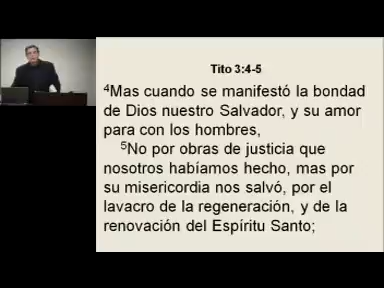 Tito 3:4-5
⁴Mas cuando se manifestó la bondad
de Dios nuestro Salvador, y su amor
para con los hombres,
⁵No por obras de justicia que
nosotros habíamos hecho, mas por
su misericordia nos salvó, por el
lavacro de la regeneración, y de la
renovación del Espíritu Santo;